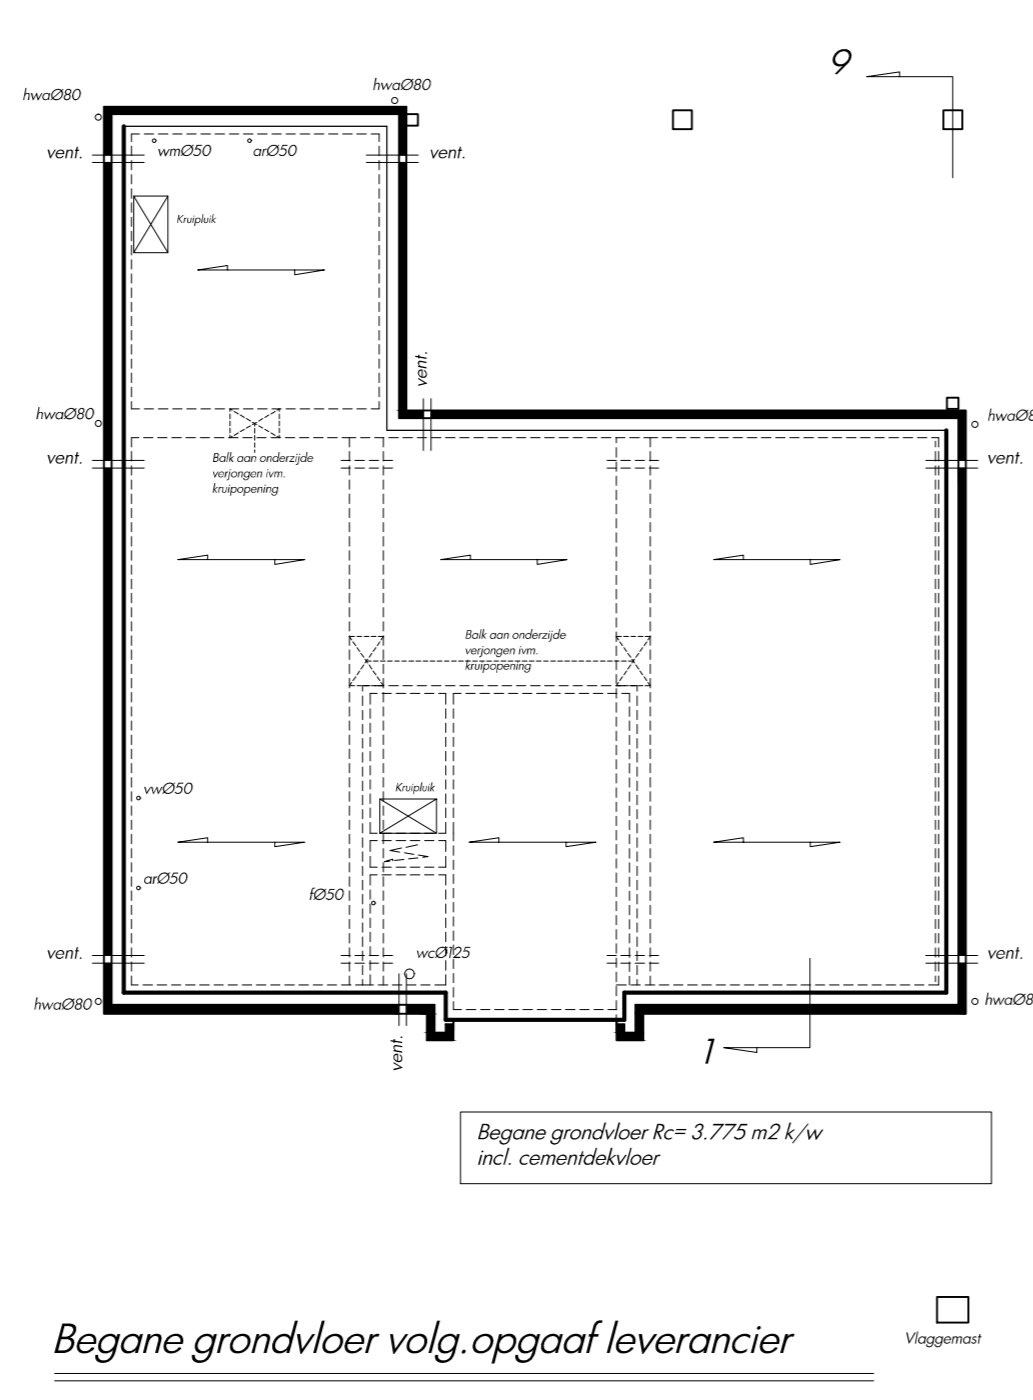 9
hwaØ80
hwaØ80
vent.
wmØ50
arØ50
vent.
Kruipluik
vent.
hwaØ80
hwaØ8
vent.
Balk aan onderzijde
verjongen ivm.
kruipopening
vent.
Balk aan onderzijde
verjongen ivm.
kruipopening
vwØ50
Kruipluik
arØ50
fØ50
vent.
wcØ125
vent.
hwaØ80
hwaØ8
vent.
1
Begane grondvloer Rc= 3.775 m2 k/w
incl. cementdekvloer
Begane grondvloer volg.opgaaf leverancier
Vlaggemast